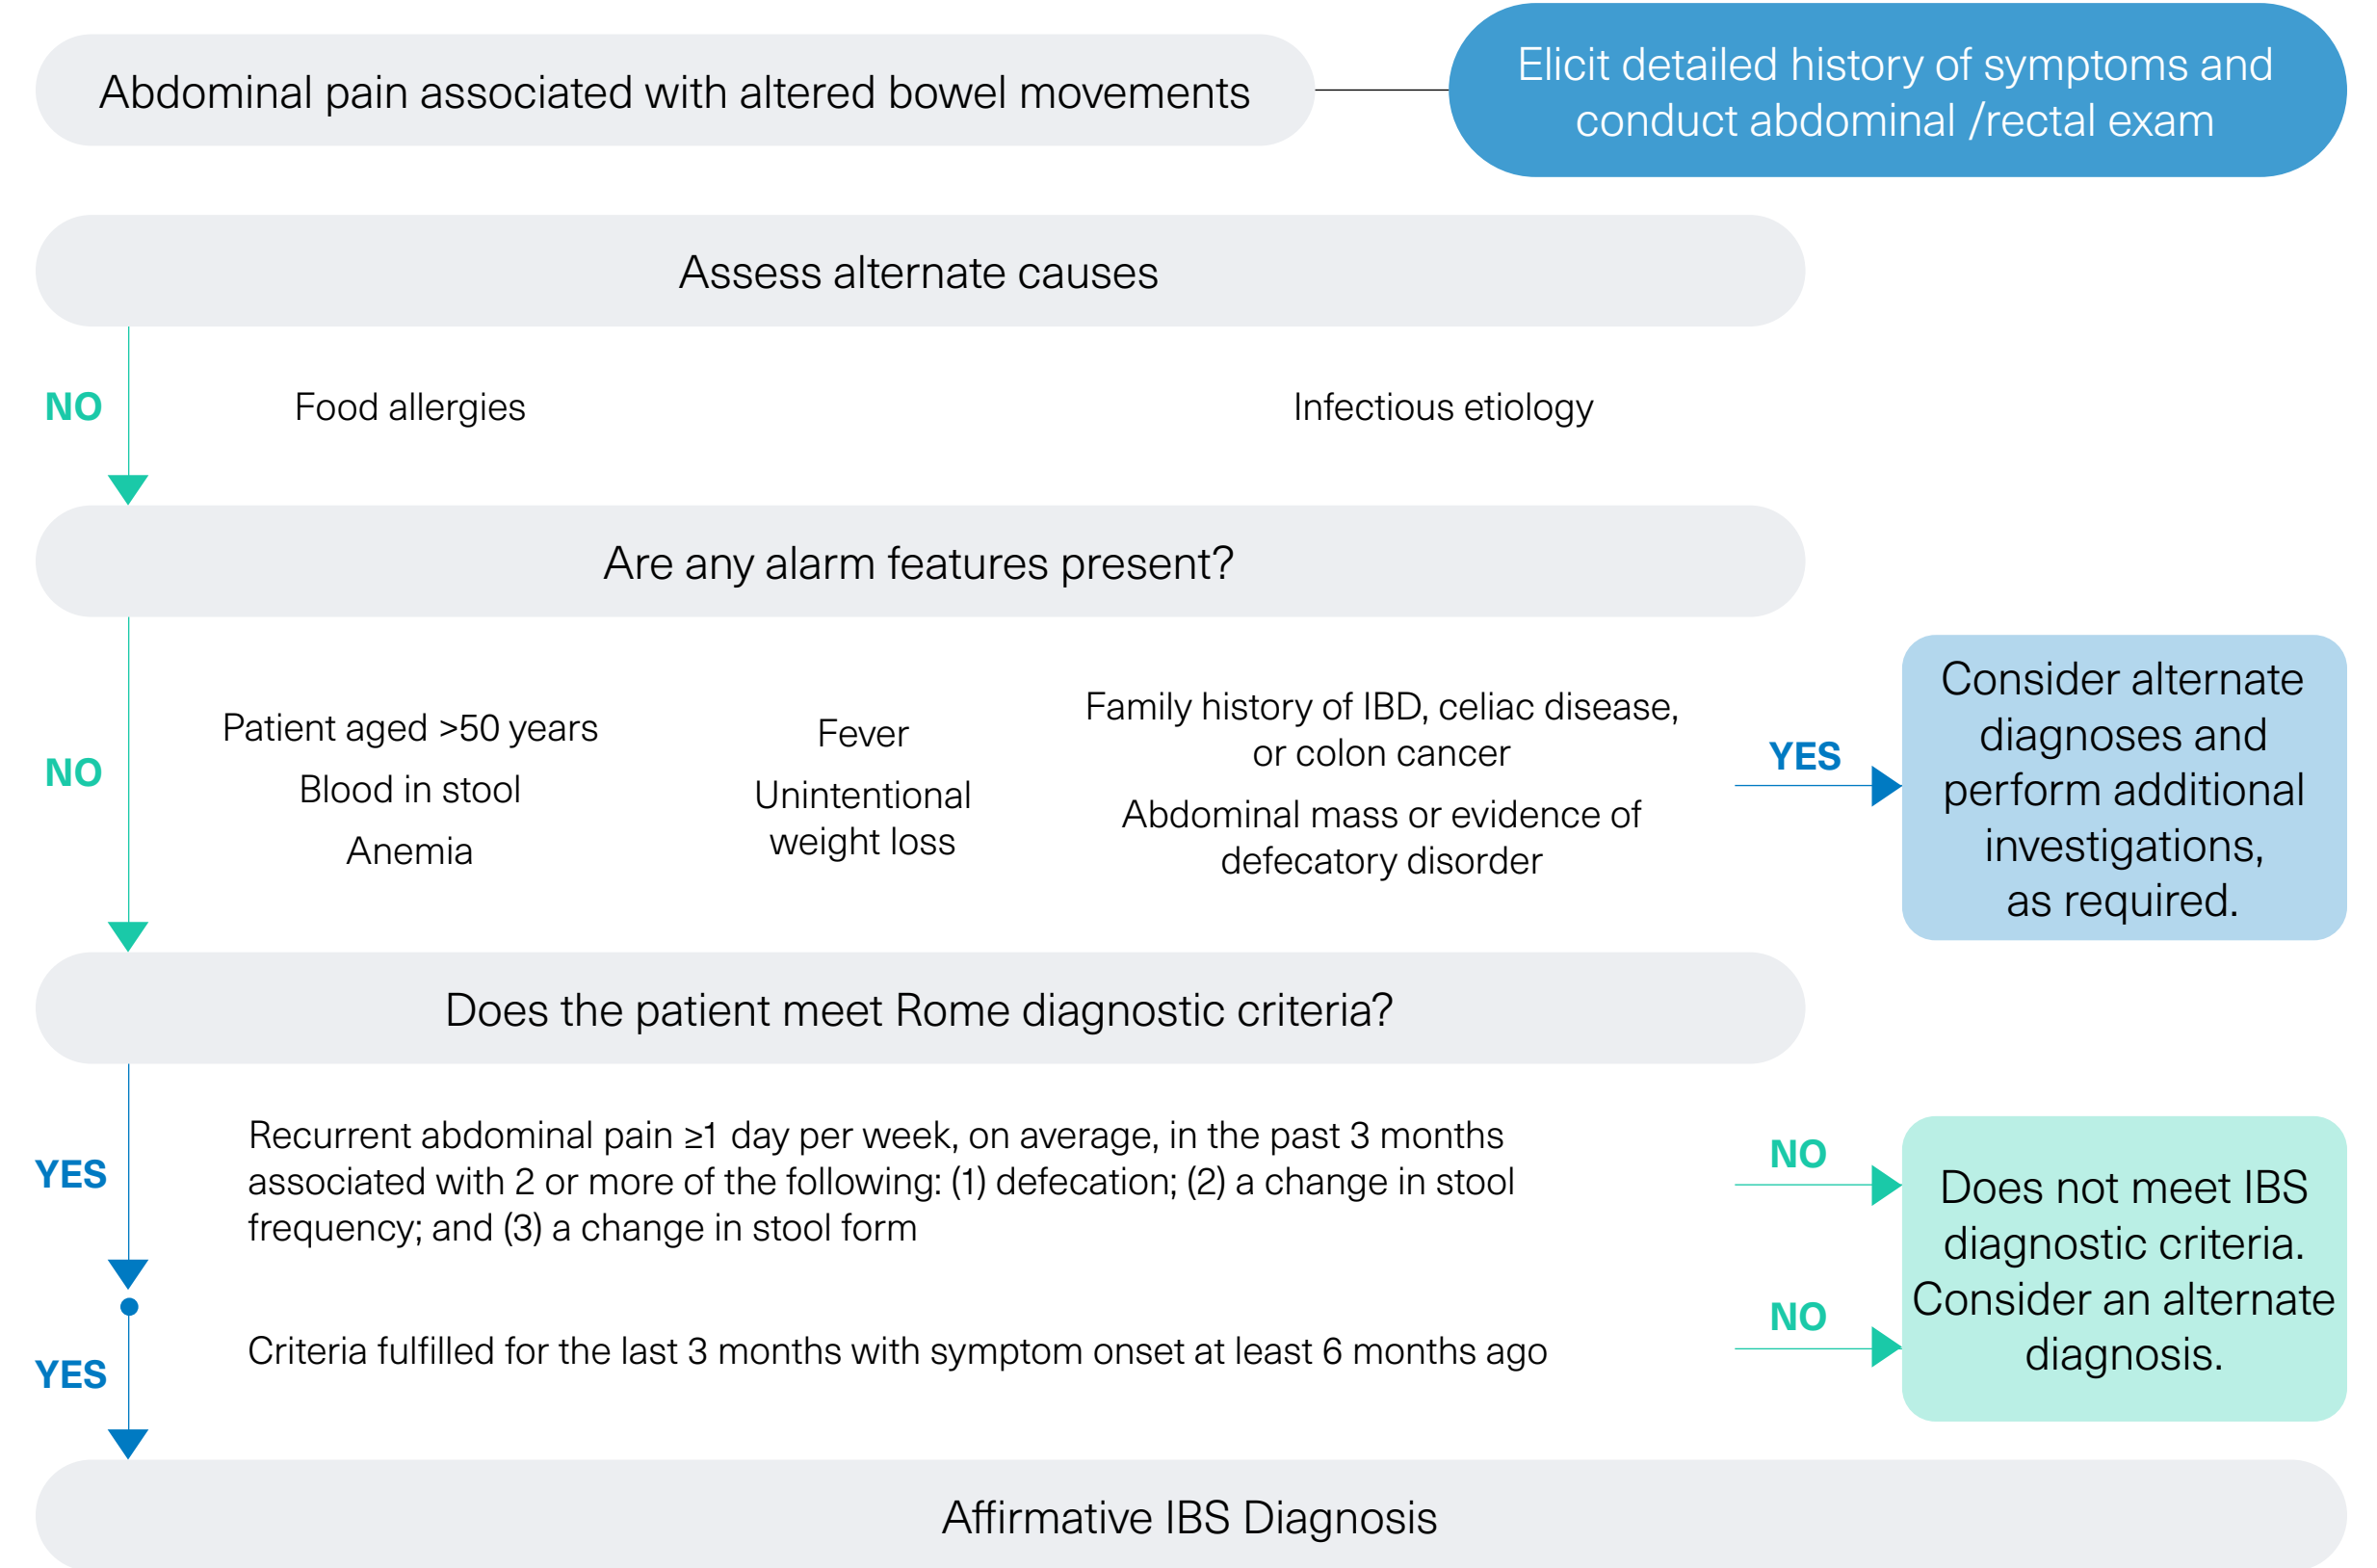 Abdominal pain associated with altered bowel movements
Elicit detailed history of symptoms and
conduct abdominal /rectal exam
Assess alternate causes
NO
Food allergies
Infectious etiology
Are any alarm features present?
NO
Patient aged >50 years
Blood in stool
Anemia
Fever
Unintentional
weight loss
Family history of IBD, celiac disease,
or colon cancer
Abdominal mass or evidence of
defecatory disorder
YES
Consider alternate
diagnoses and
perform additional
investigations,
as required.
Does the patient meet Rome diagnostic criteria?
YES
Recurrent abdominal pain ≥1 day per week, on average, in the past 3 months
associated with 2 or more of the following: (1) defecation; (2) a change in stool
frequency; and (3) a change in stool form
NO
Does not meet IBS
diagnostic criteria.
Consider an alternate
diagnosis.
YES
Criteria fulfilled for the last 3 months with symptom onset at least 6 months ago
NO
Affirmative IBS Diagnosis